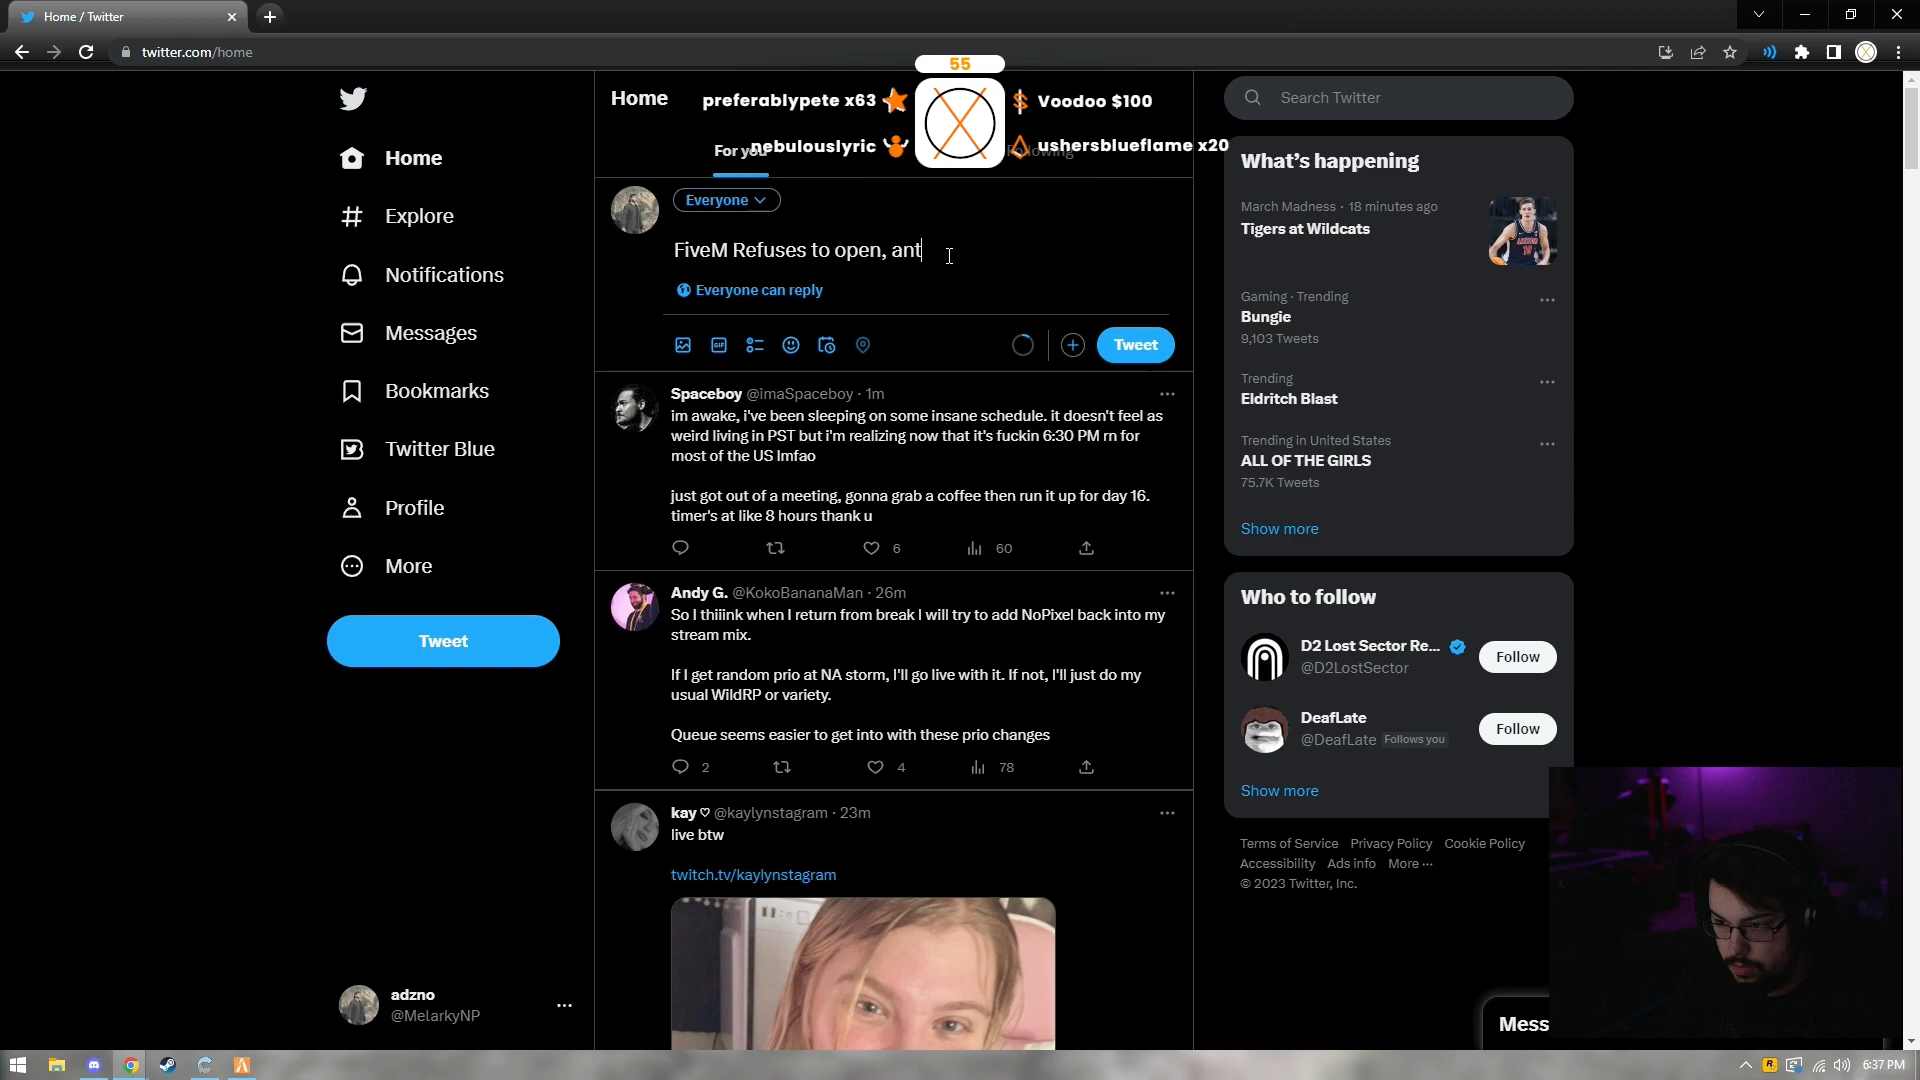 Home / Twitter
twitter.com/home
55
preferablypete x63
Voodoo $100
nebulouslyric
ushersblueflame x20
Home
Explore
Notifications
Messages
Bookmarks
Twitter Blue
Profile
More
Tweet
adzno
@MelarkyNP
Home
For you
Following
Everyone
FiveM Refuses to open, ant
Everyone can reply
GIF
Tweet
Spaceboy @imaSpaceboy · 1m
im awake, i've been sleeping on some insane schedule. it doesn't feel as
weird living in PST but i'm realizing now that it's fuckin 6:30 PM rn for
most of the US lmfao
just got out of a meeting, gonna grab a coffee then run it up for day 16.
timer's at like 8 hours thank u
6
60
Andy G. @KokoBananaMan · 26m
So I thiiink when I return from break I will try to add NoPixel back into my
stream mix.
If I get random prio at NA storm, I'll go live with it. If not, I'll just do my
usual WildRP or variety.
Queue seems easier to get into with these prio changes
2
4
78
kay ♡ @kaylynstagram · 23m
live btw
twitch.tv/kaylynstagram
Search Twitter
What's happening
March Madness · 18 minutes ago
Tigers at Wildcats
Gaming · Trending
Bungie
9,103 Tweets
Trending
Eldritch Blast
Trending in United States
ALL OF THE GIRLS
75.7K Tweets
Show more
Who to follow
D2 Lost Sector Re...
@D2LostSector
Follow
DeafLate
@DeafLate Follows you
Follow
Show more
Terms of Service Privacy Policy Cookie Policy
Accessibility Ads info More ···
© 2023 Twitter, Inc.
Mess
6:37 PM